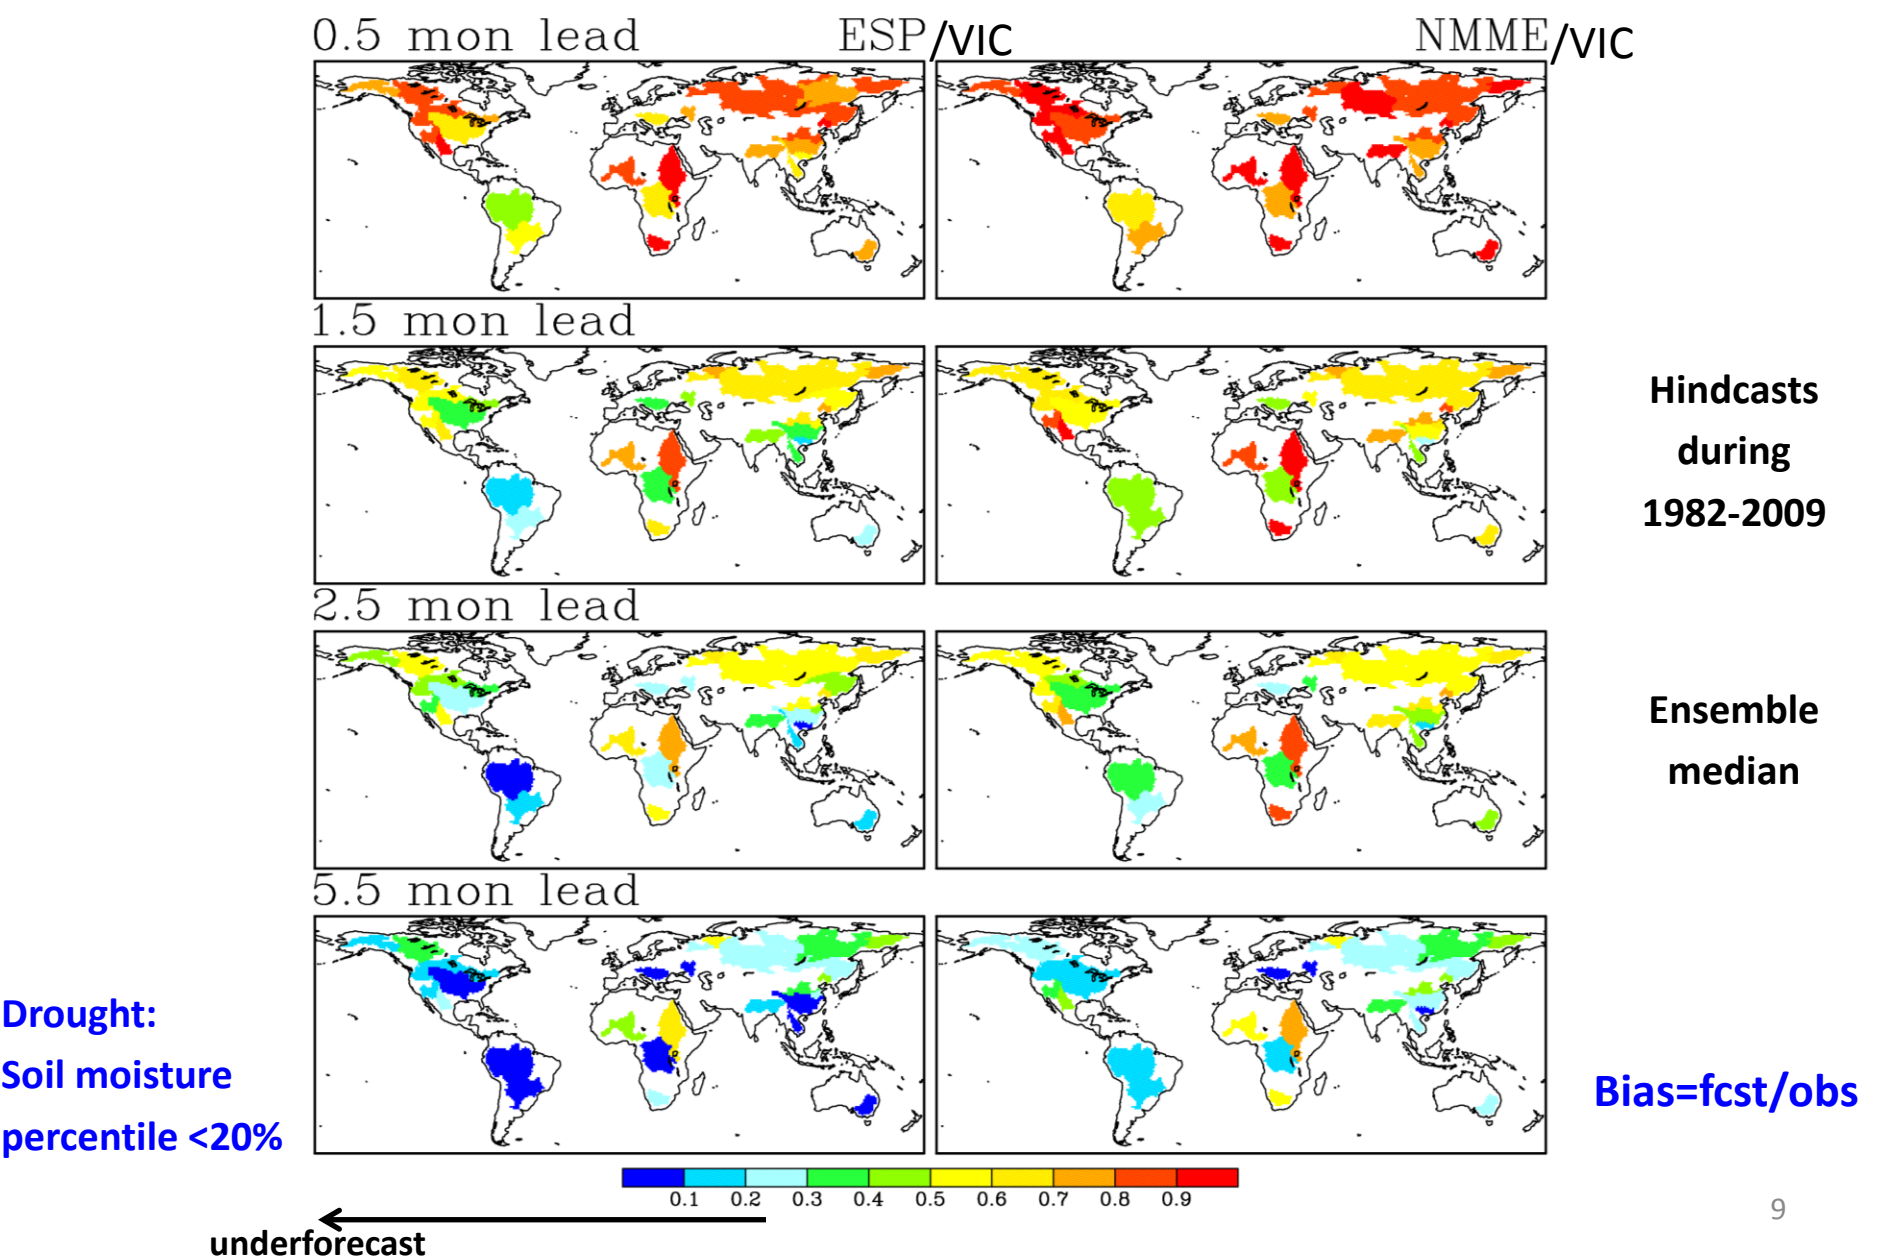 0.5 mon lead ESP/VIC NMME/VIC
1.5 mon lead
Hindcasts
during
1982-2009
2.5 mon lead
Ensemble
median
5.5 mon lead
Drought:
Soil moisture
percentile <20%
Bias=fcst/obs
0.1 0.2 0.3 0.4 0.5 0.6 0.7 0.8 0.9
underforecast
9